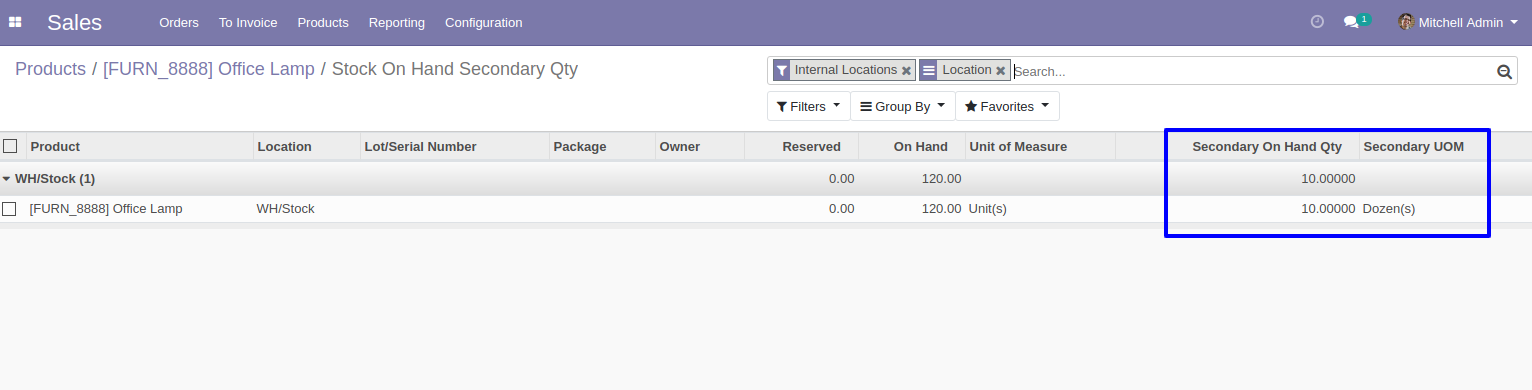 Sales Orders To Invoice Products Reporting Configuration 1 Mitchell Admin
Products / [FURN_8888] Office Lamp / Stock On Hand Secondary Qty
Internal Locations Location Search...
Filters Group By Favorites
Product Location Lot/Serial Number Package Owner Reserved On Hand Unit of Measure Secondary On Hand Qty Secondary UOM
WH/Stock (1) 0.00 120.00 10.00000
[FURN_8888] Office Lamp WH/Stock 0.00 120.00 Unit(s) 10.00000 Dozen(s)